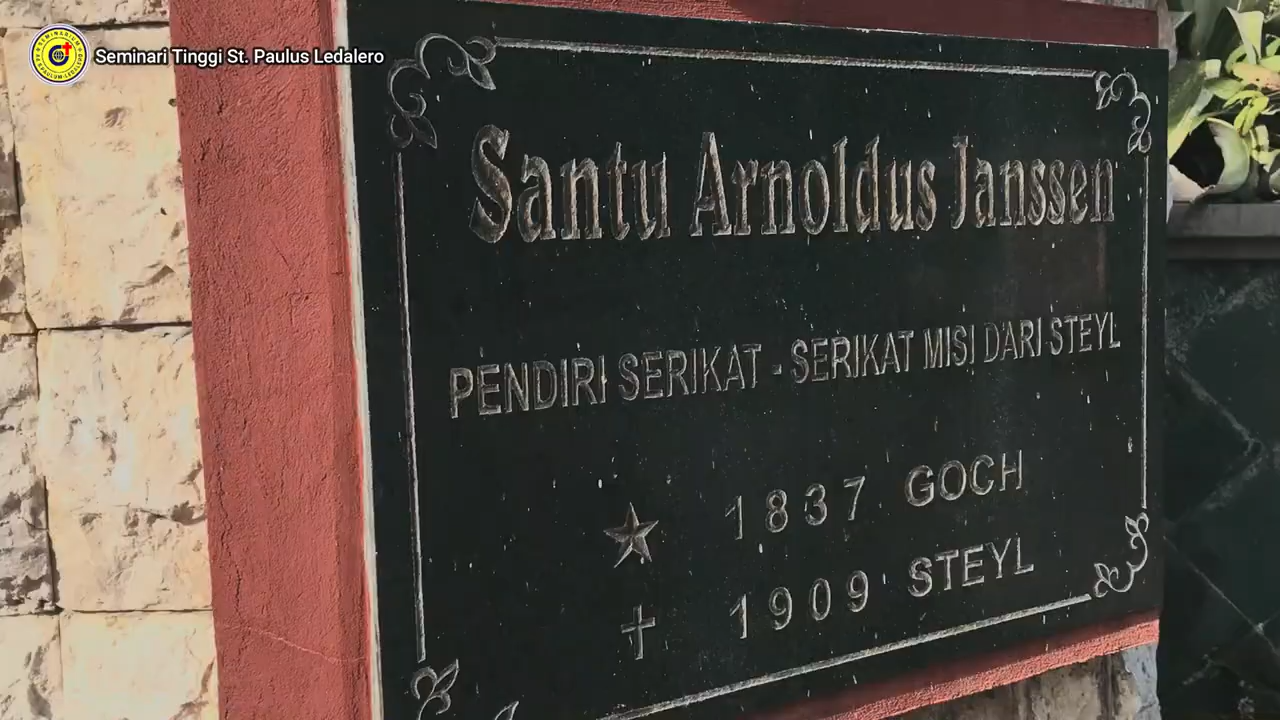 Seminari Tinggi St. Paulus Ledalero
Santu Arnoldus Janssen
PENDIRI SERIKAT - SERIKAT MISI DARI STEYL
1837 GOCH
1909 STEYL